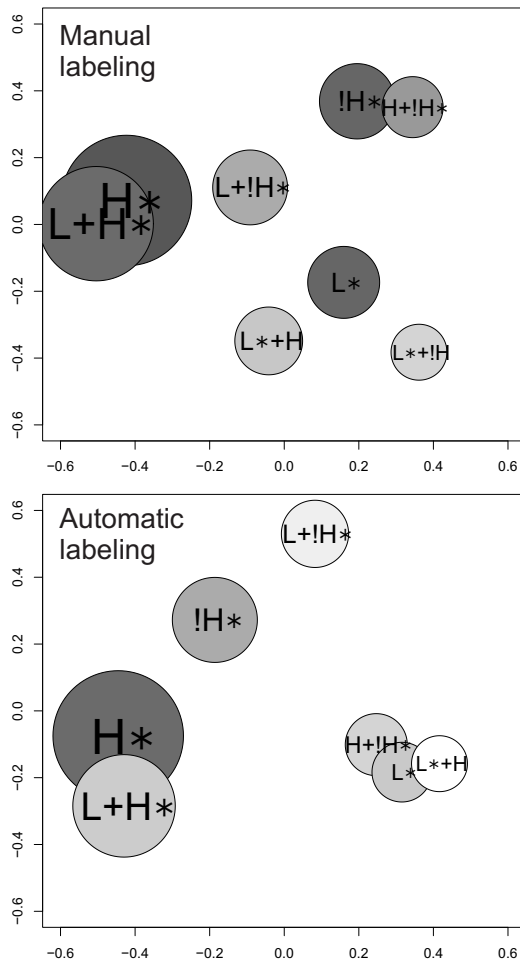 Manual
labeling
0.6
0.4
0.2
0.0
−0.2
−0.4
−0.6
!H* H+!H*
L+!H*
H*
L+H*
L*
L*+H L*+!H
−0.6 −0.4 −0.2 0.0 0.2 0.4 0.6
Automatic
labeling
0.6
0.4
0.2
0.0
−0.2
−0.4
−0.6
L+!H*
!H*
H*
H+!H*
L* L*+H
L+H*
−0.6 −0.4 −0.2 0.0 0.2 0.4 0.6